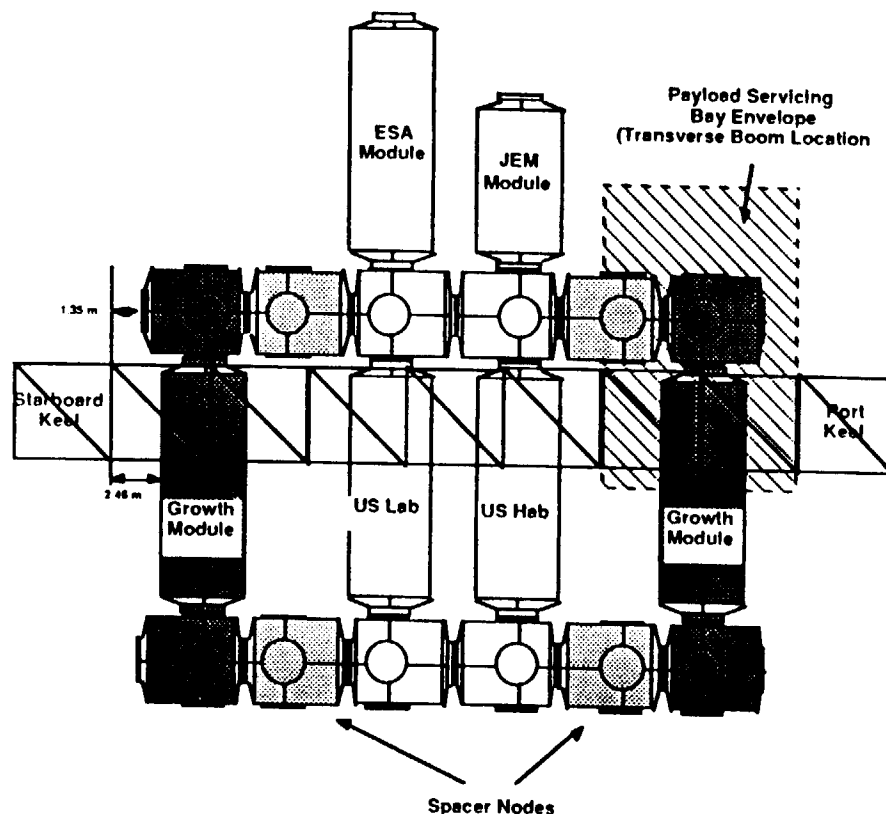 ESA
Module
JEM
Module
Payload Servicing
Bay Envelope
(Transverse Boom Location
1.35 m
Starboard
Keel
Port
Keel
2.46 m
Growth
Module
US Lab
US Hab
Growth
Module
Spacer Nodes